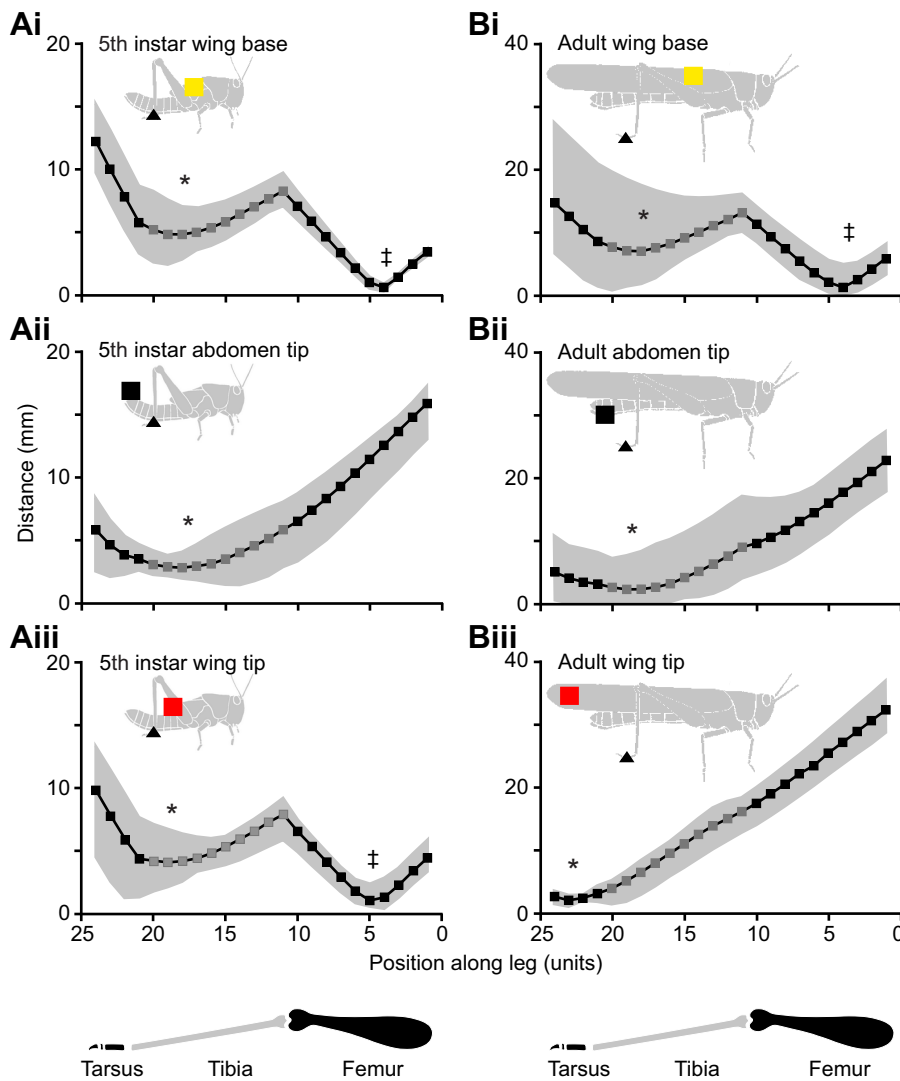 Ai
5th instar wing base
20
10
0
*
‡
Bi
Adult wing base
40
20
0
*
‡
Aii
5th instar abdomen tip
20
10
0
*
Bii
Adult abdomen tip
40
20
0
*
Distance (mm)
Aiii
5th instar wing tip
20
10
0
*
‡
25 20 15 10 5 0
Biii
Adult wing tip
40
20
0
*
25 20 15 10 5 0
Position along leg (units)
Tarsus Tibia Femur
Tarsus Tibia Femur